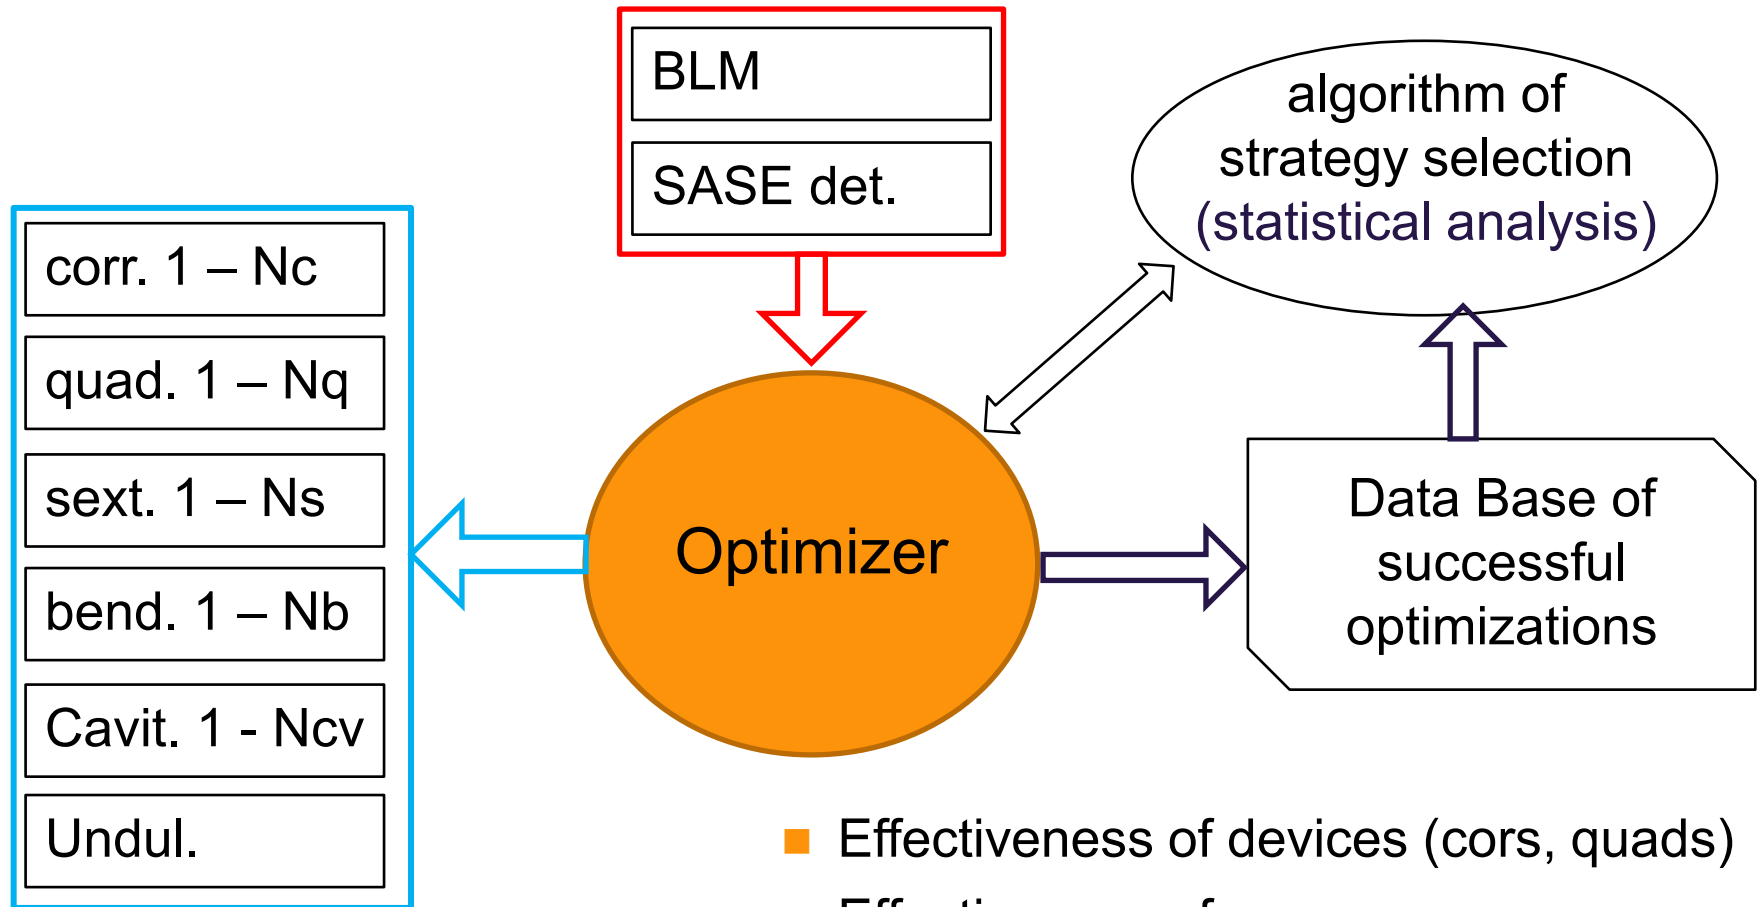 BLM
SASE det.
algorithm of
strategy selection
(statistical analysis)
corr. 1 – Nc
quad. 1 – Nq
sext. 1 – Ns
bend. 1 – Nb
Cavit. 1 - Ncv
Undul.
Optimizer
Data Base of
successful
optimizations
Effectiveness of devices (cors, quads)